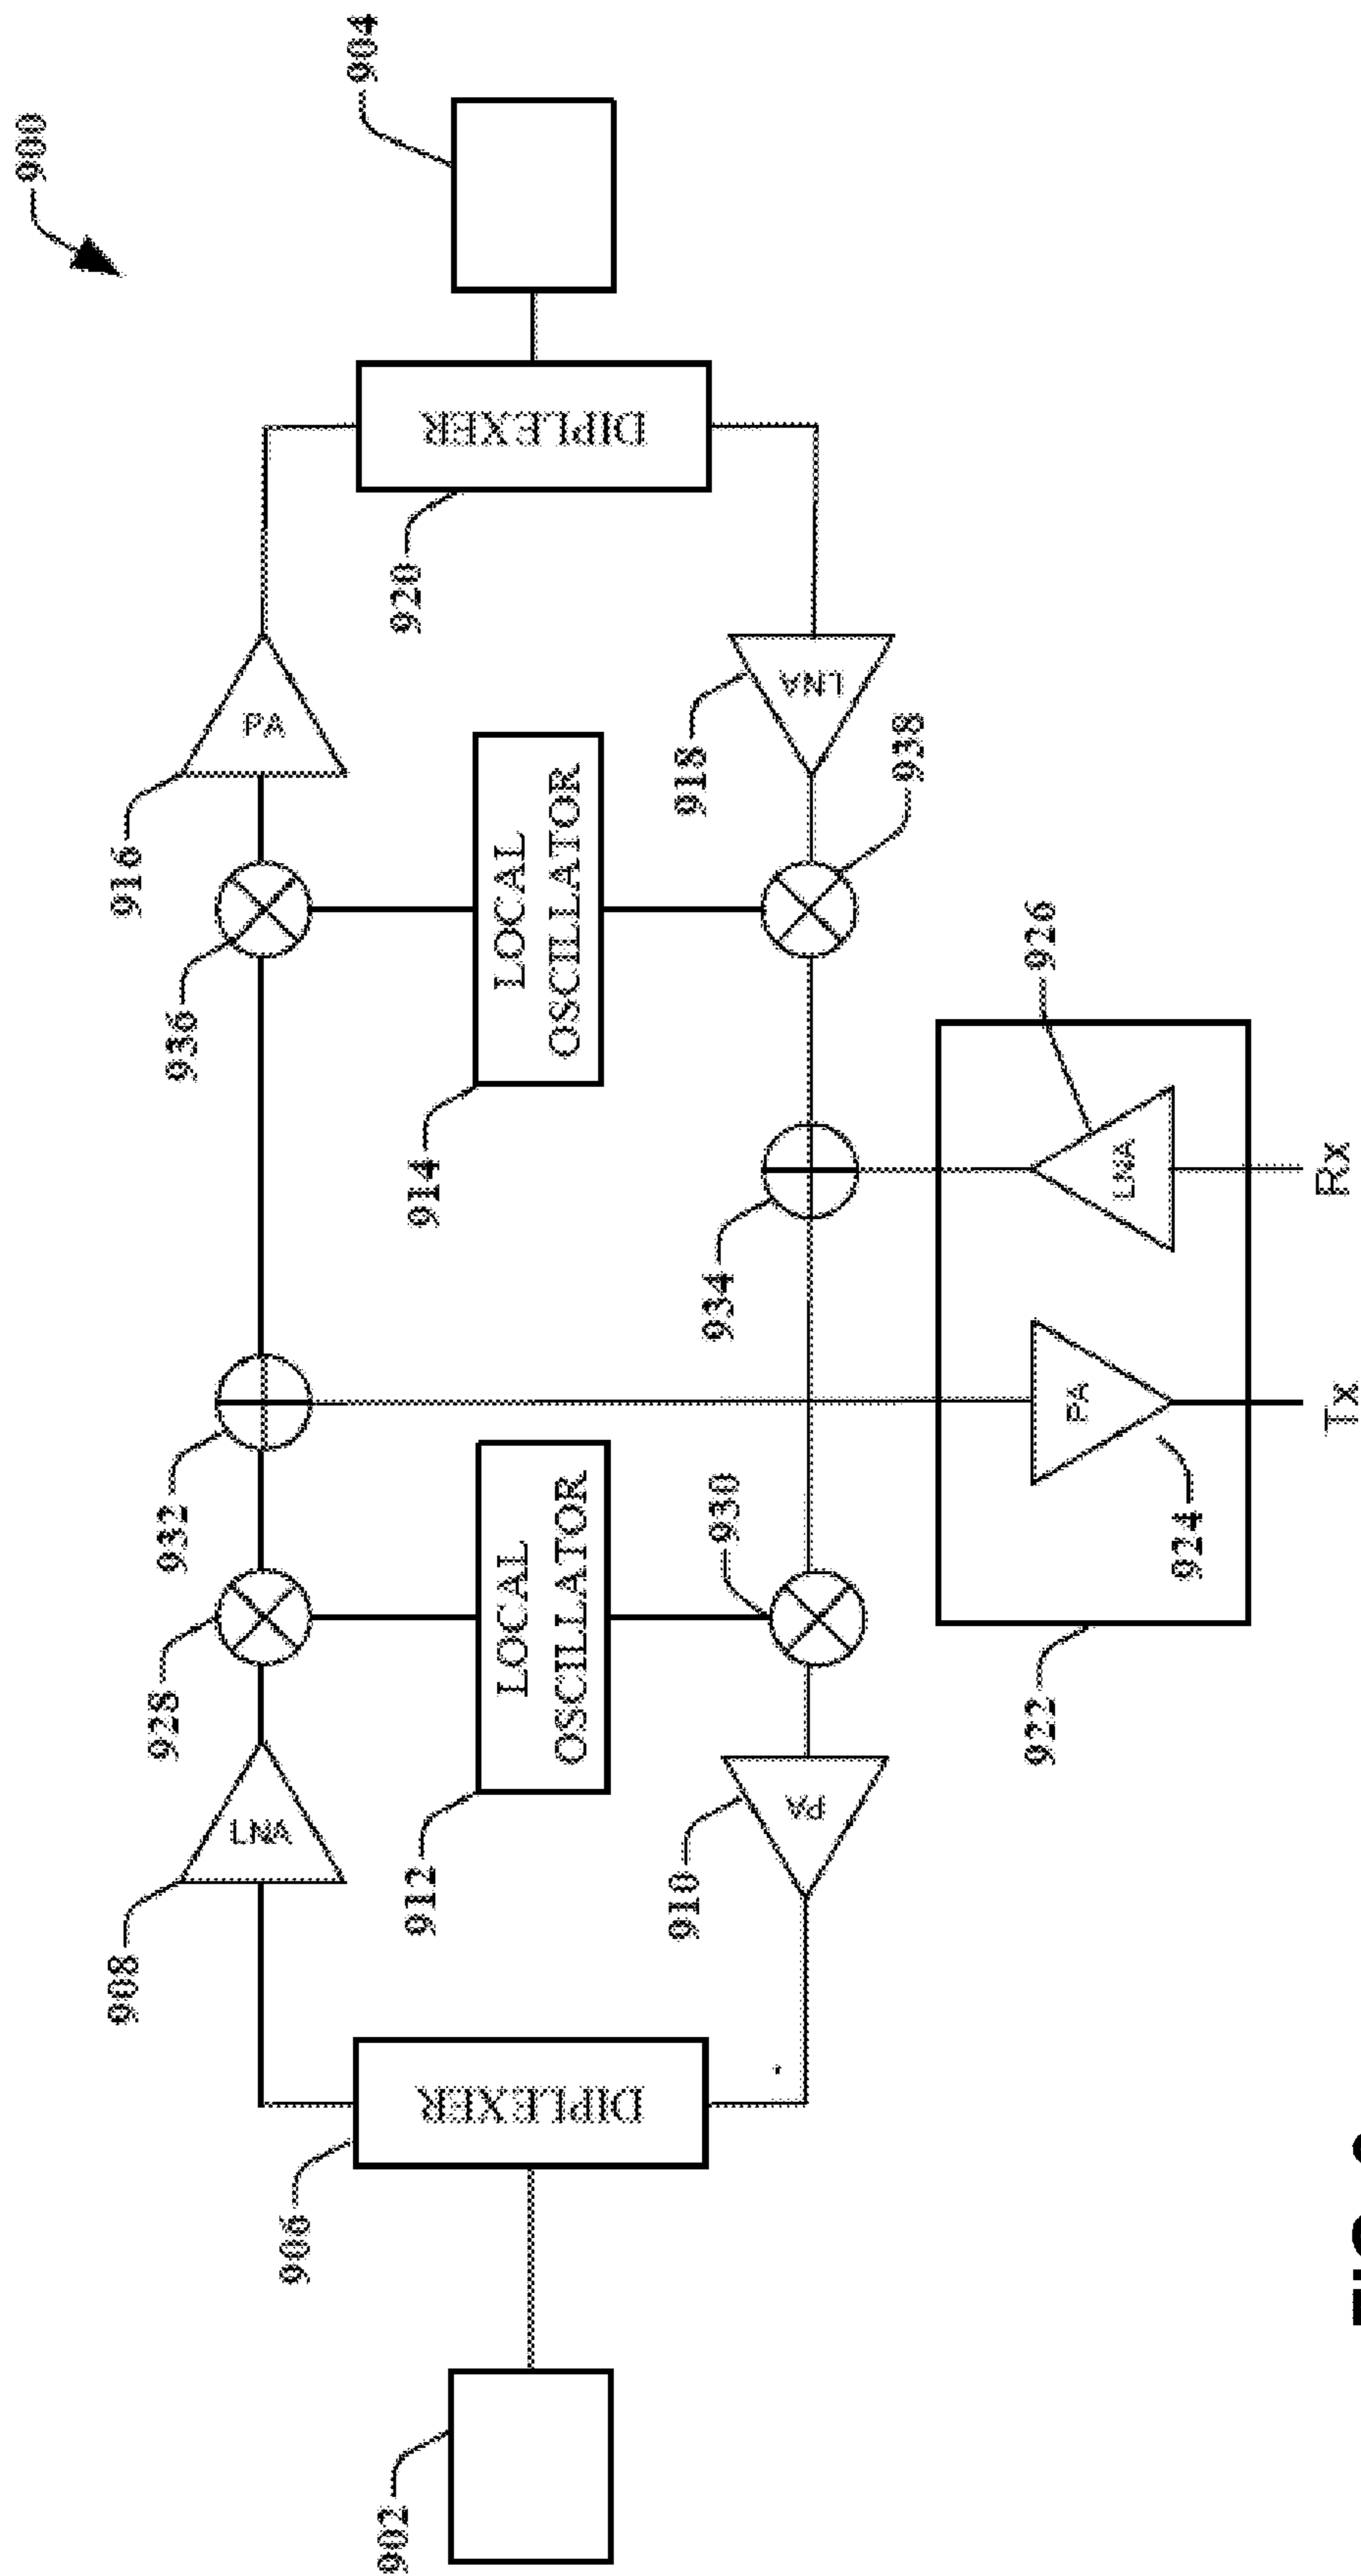 900
904
916
PA
DIPLEXER
920
936
LOCAL
OSCILLATOR
914
LNA
918
938
932
934
926
LNA
Rx
928
LOCAL
OSCILLATOR
912
930
PA
924
Tx
922
908
LNA
910
PA
906
DIPLEXER
902